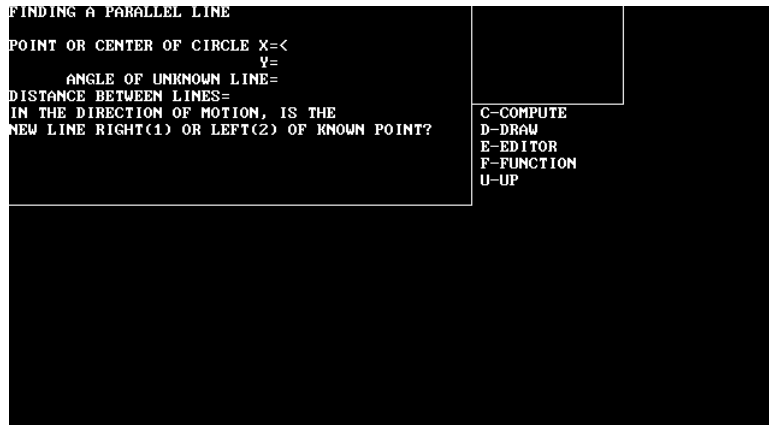 FINDING A PARALLEL LINE
POINT OR CENTER OF CIRCLE X=<
Y=
ANGLE OF UNKNOWN LINE=
DISTANCE BETWEEN LINES=
IN THE DIRECTION OF MOTION, IS THE
NEW LINE RIGHT(1) OR LEFT(2) OF KNOWN POINT?
C-COMPUTE
D-DRAW
E-EDITOR
F-FUNCTION
U-UP